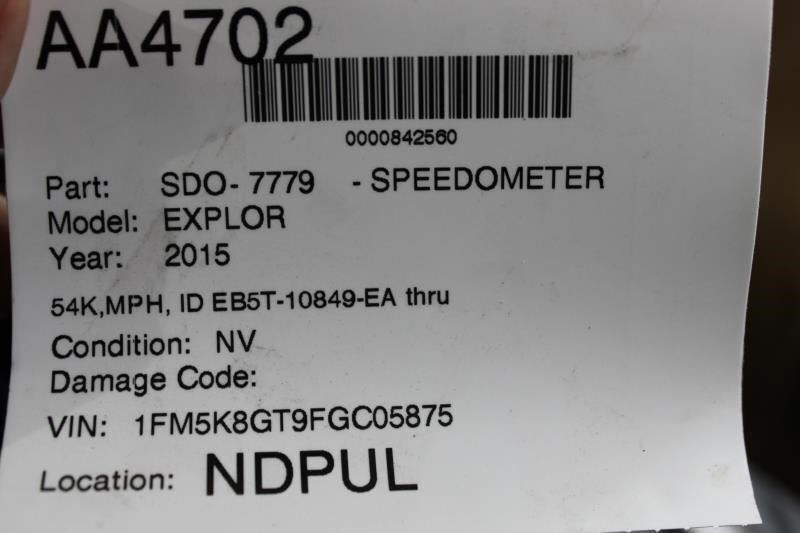 AA4702
0000842560
Part: SDO- 7779 - SPEEDOMETER
Model: EXPLOR
Year: 2015
54K,MPH, ID EB5T-10849-EA thru
Condition: NV
Damage Code:
VIN: 1FM5K8GT9FGC05875
Location: NDPUL